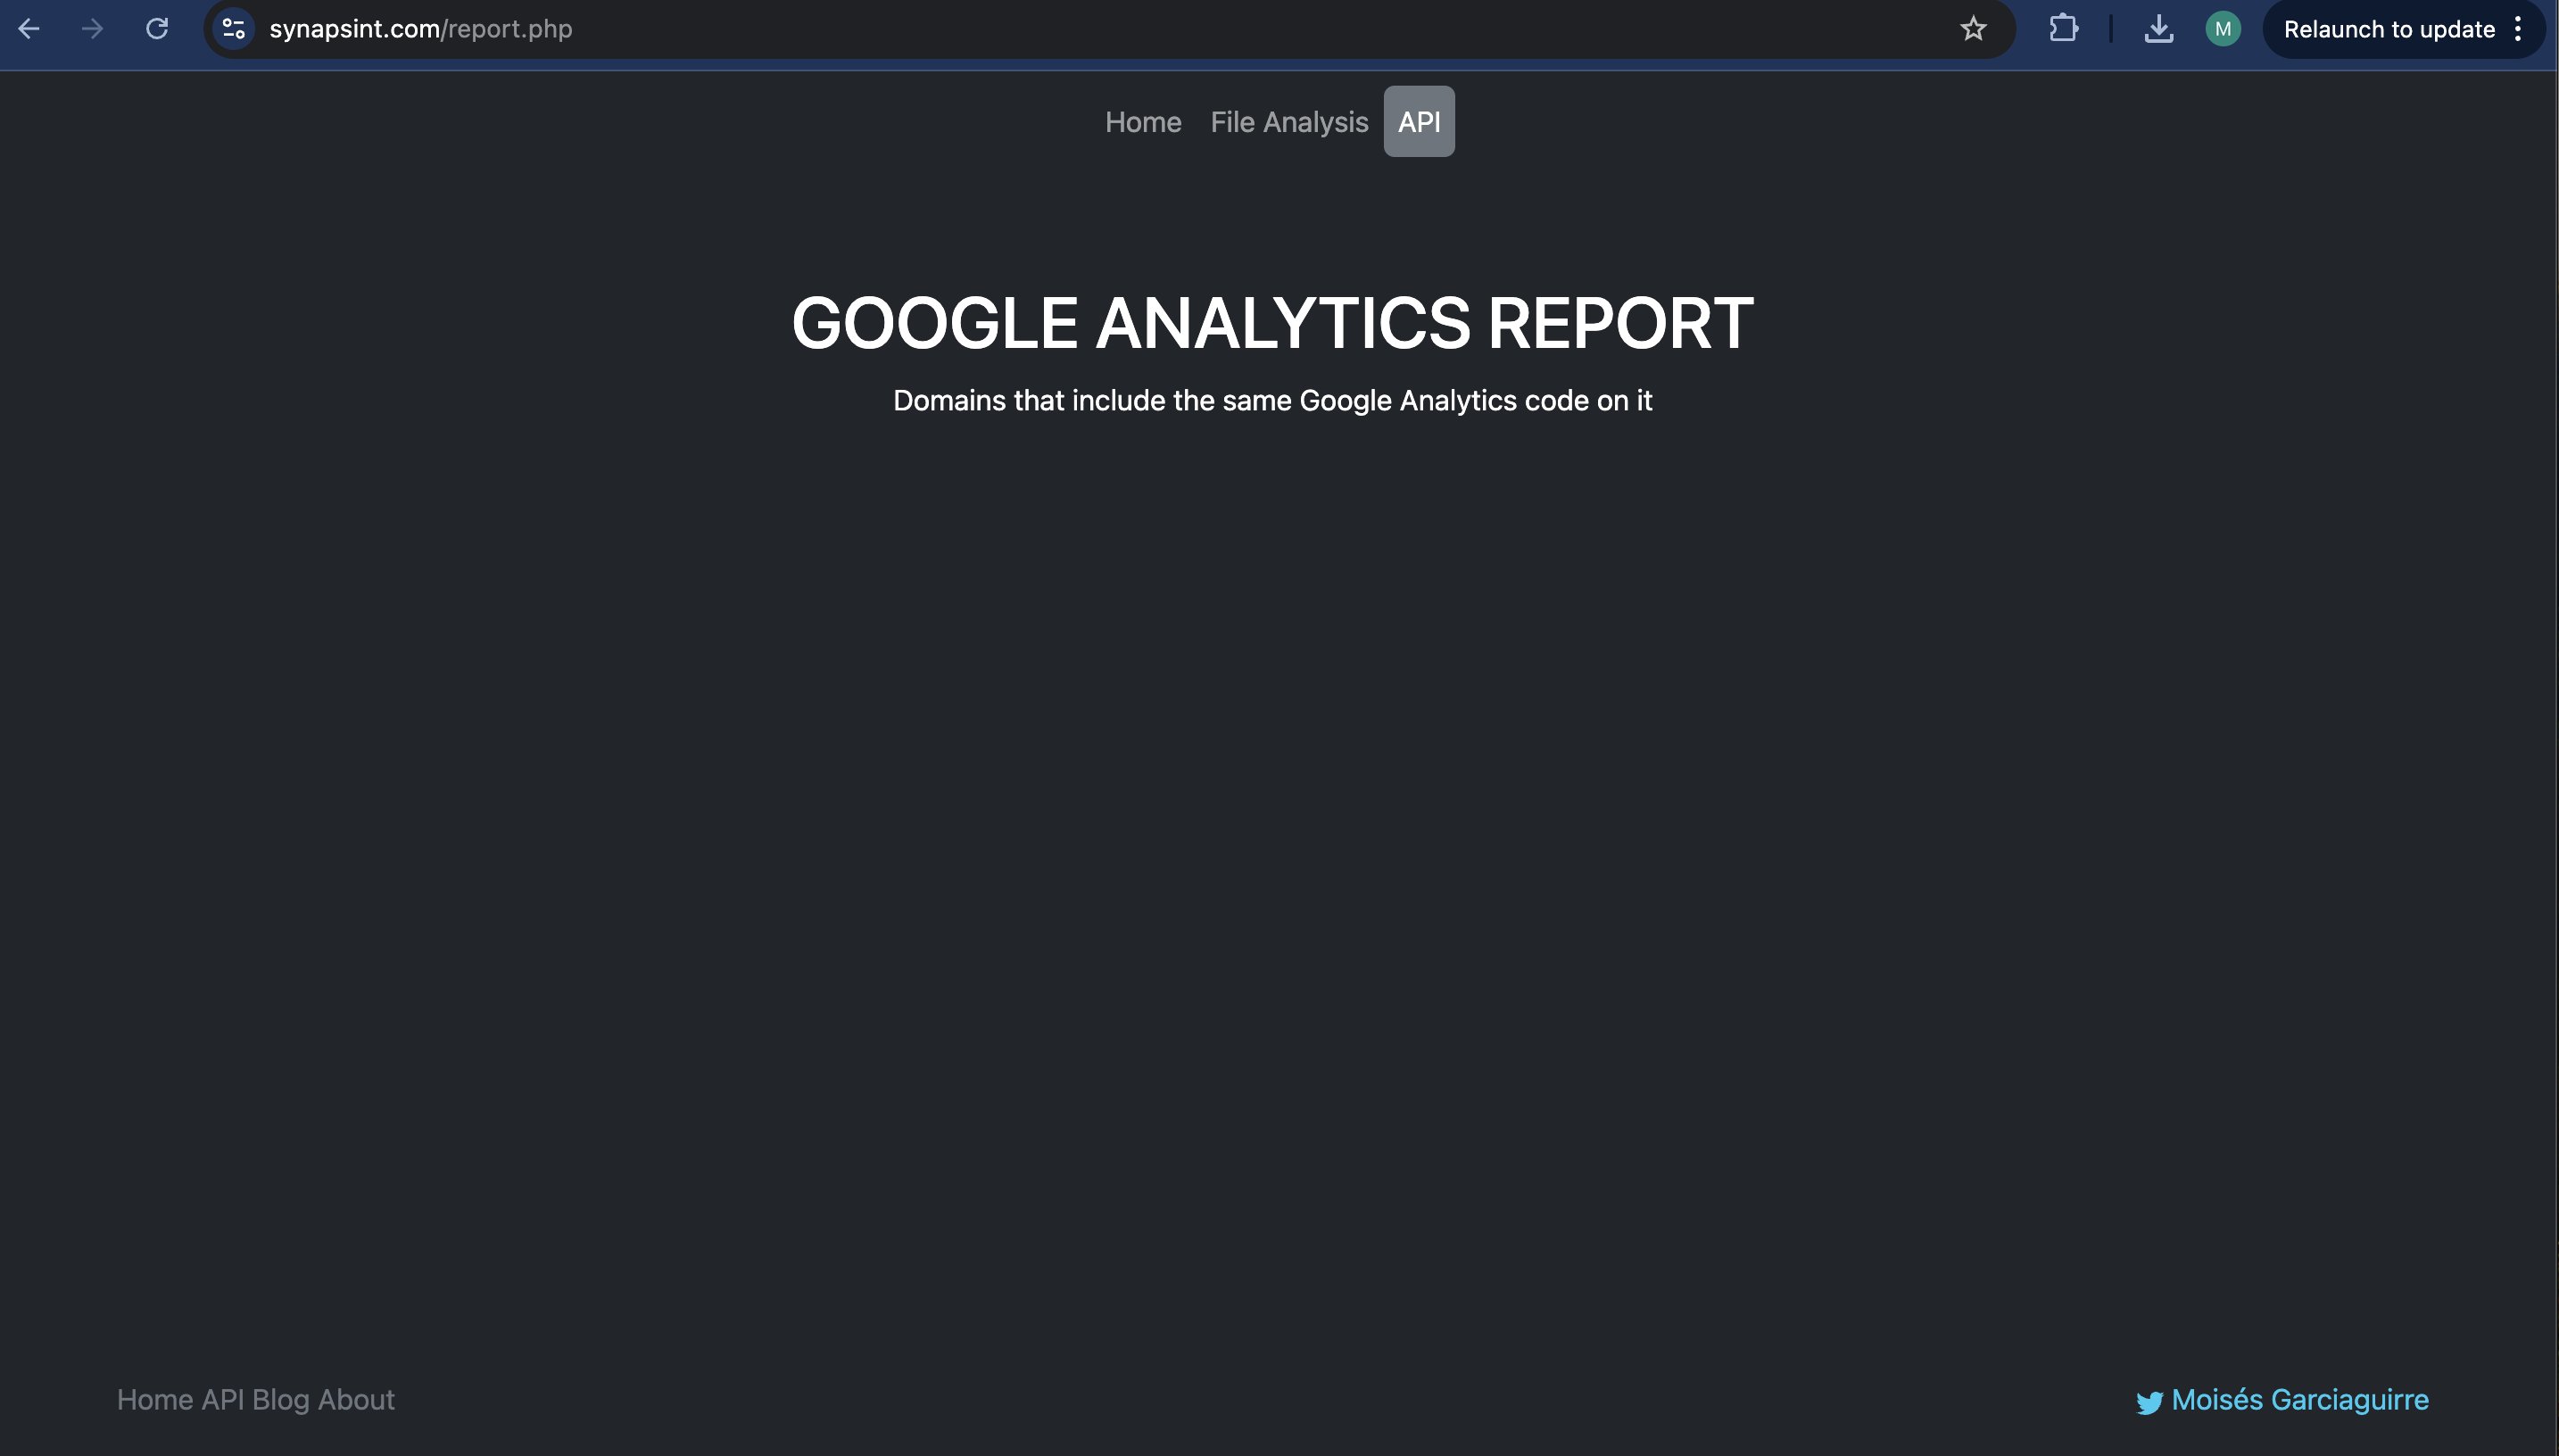 synapsint.com/report.php
M
Relaunch to update
Home File Analysis API
GOOGLE ANALYTICS REPORT
Domains that include the same Google Analytics code on it
Home API Blog About
Moisés Garciaguirre